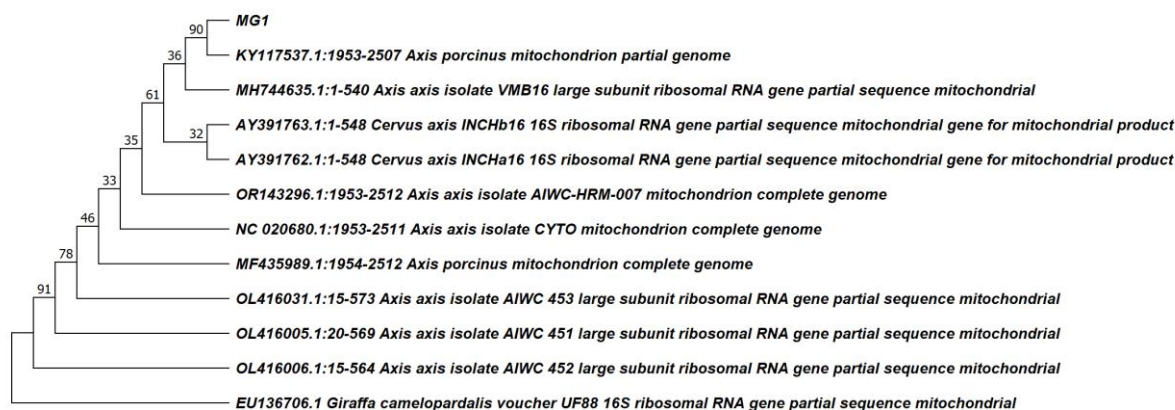 MG1
90
KY117537.1:1953-2507 Axis porcinus mitochondrion partial genome
36
MH744635.1:1-540 Axis axis isolate VMB16 large subunit ribosomal RNA gene partial sequence mitochondrial
61
AY391763.1:1-548 Cervus axis INCHb16 16S ribosomal RNA gene partial sequence mitochondrial gene for mitochondrial product
32
35
AY391762.1:1-548 Cervus axis INCHa16 16S ribosomal RNA gene partial sequence mitochondrial gene for mitochondrial product
33
OR143296.1:1953-2512 Axis axis isolate AIWC-HRM-007 mitochondrion complete genome
46
NC 020680.1:1953-2511 Axis axis isolate CYTO mitochondrion complete genome
78
MF435989.1:1954-2512 Axis porcinus mitochondrion complete genome
91
OL416031.1:15-573 Axis axis isolate AIWC 453 large subunit ribosomal RNA gene partial sequence mitochondrial
OL416005.1:20-569 Axis axis isolate AIWC 451 large subunit ribosomal RNA gene partial sequence mitochondrial
OL416006.1:15-564 Axis axis isolate AIWC 452 large subunit ribosomal RNA gene partial sequence mitochondrial
EU136706.1 Giraffa camelopardalis voucher UF88 16S ribosomal RNA gene partial sequence mitochondrial